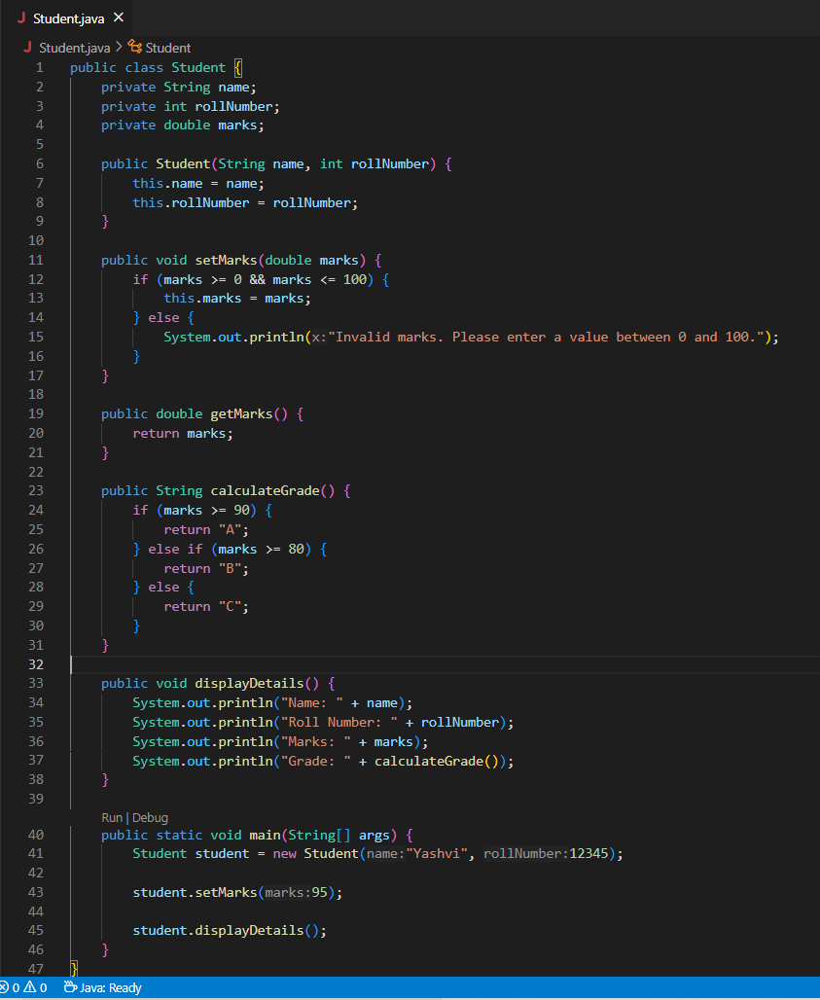 Student.java ✕
Student.java > Student
1 public class Student {
2     private String name;
3     private int rollNumber;
4     private double marks;
5
6     public Student(String name, int rollNumber) {
7         this.name = name;
8         this.rollNumber = rollNumber;
9     }
10
11     public void setMarks(double marks) {
12         if (marks >= 0 && marks <= 100) {
13             this.marks = marks;
14         } else {
15             System.out.println(x:"Invalid marks. Please enter a value between 0 and 100.");
16         }
17     }
18
19     public double getMarks() {
20         return marks;
21     }
22
23     public String calculateGrade() {
24         if (marks >= 90) {
25             return "A";
26         } else if (marks >= 80) {
27             return "B";
28         } else {
29             return "C";
30         }
31     }
32
33     public void displayDetails() {
34         System.out.println("Name: " + name);
35         System.out.println("Roll Number: " + rollNumber);
36         System.out.println("Marks: " + marks);
37         System.out.println("Grade: " + calculateGrade());
38     }
39
Run | Debug
40     public static void main(String[] args) {
41         Student student = new Student(name:"Yashvi", rollNumber:12345);
42
43         student.setMarks(marks:95);
44
45         student.displayDetails();
46     }
47 }
0 0 Java: Ready